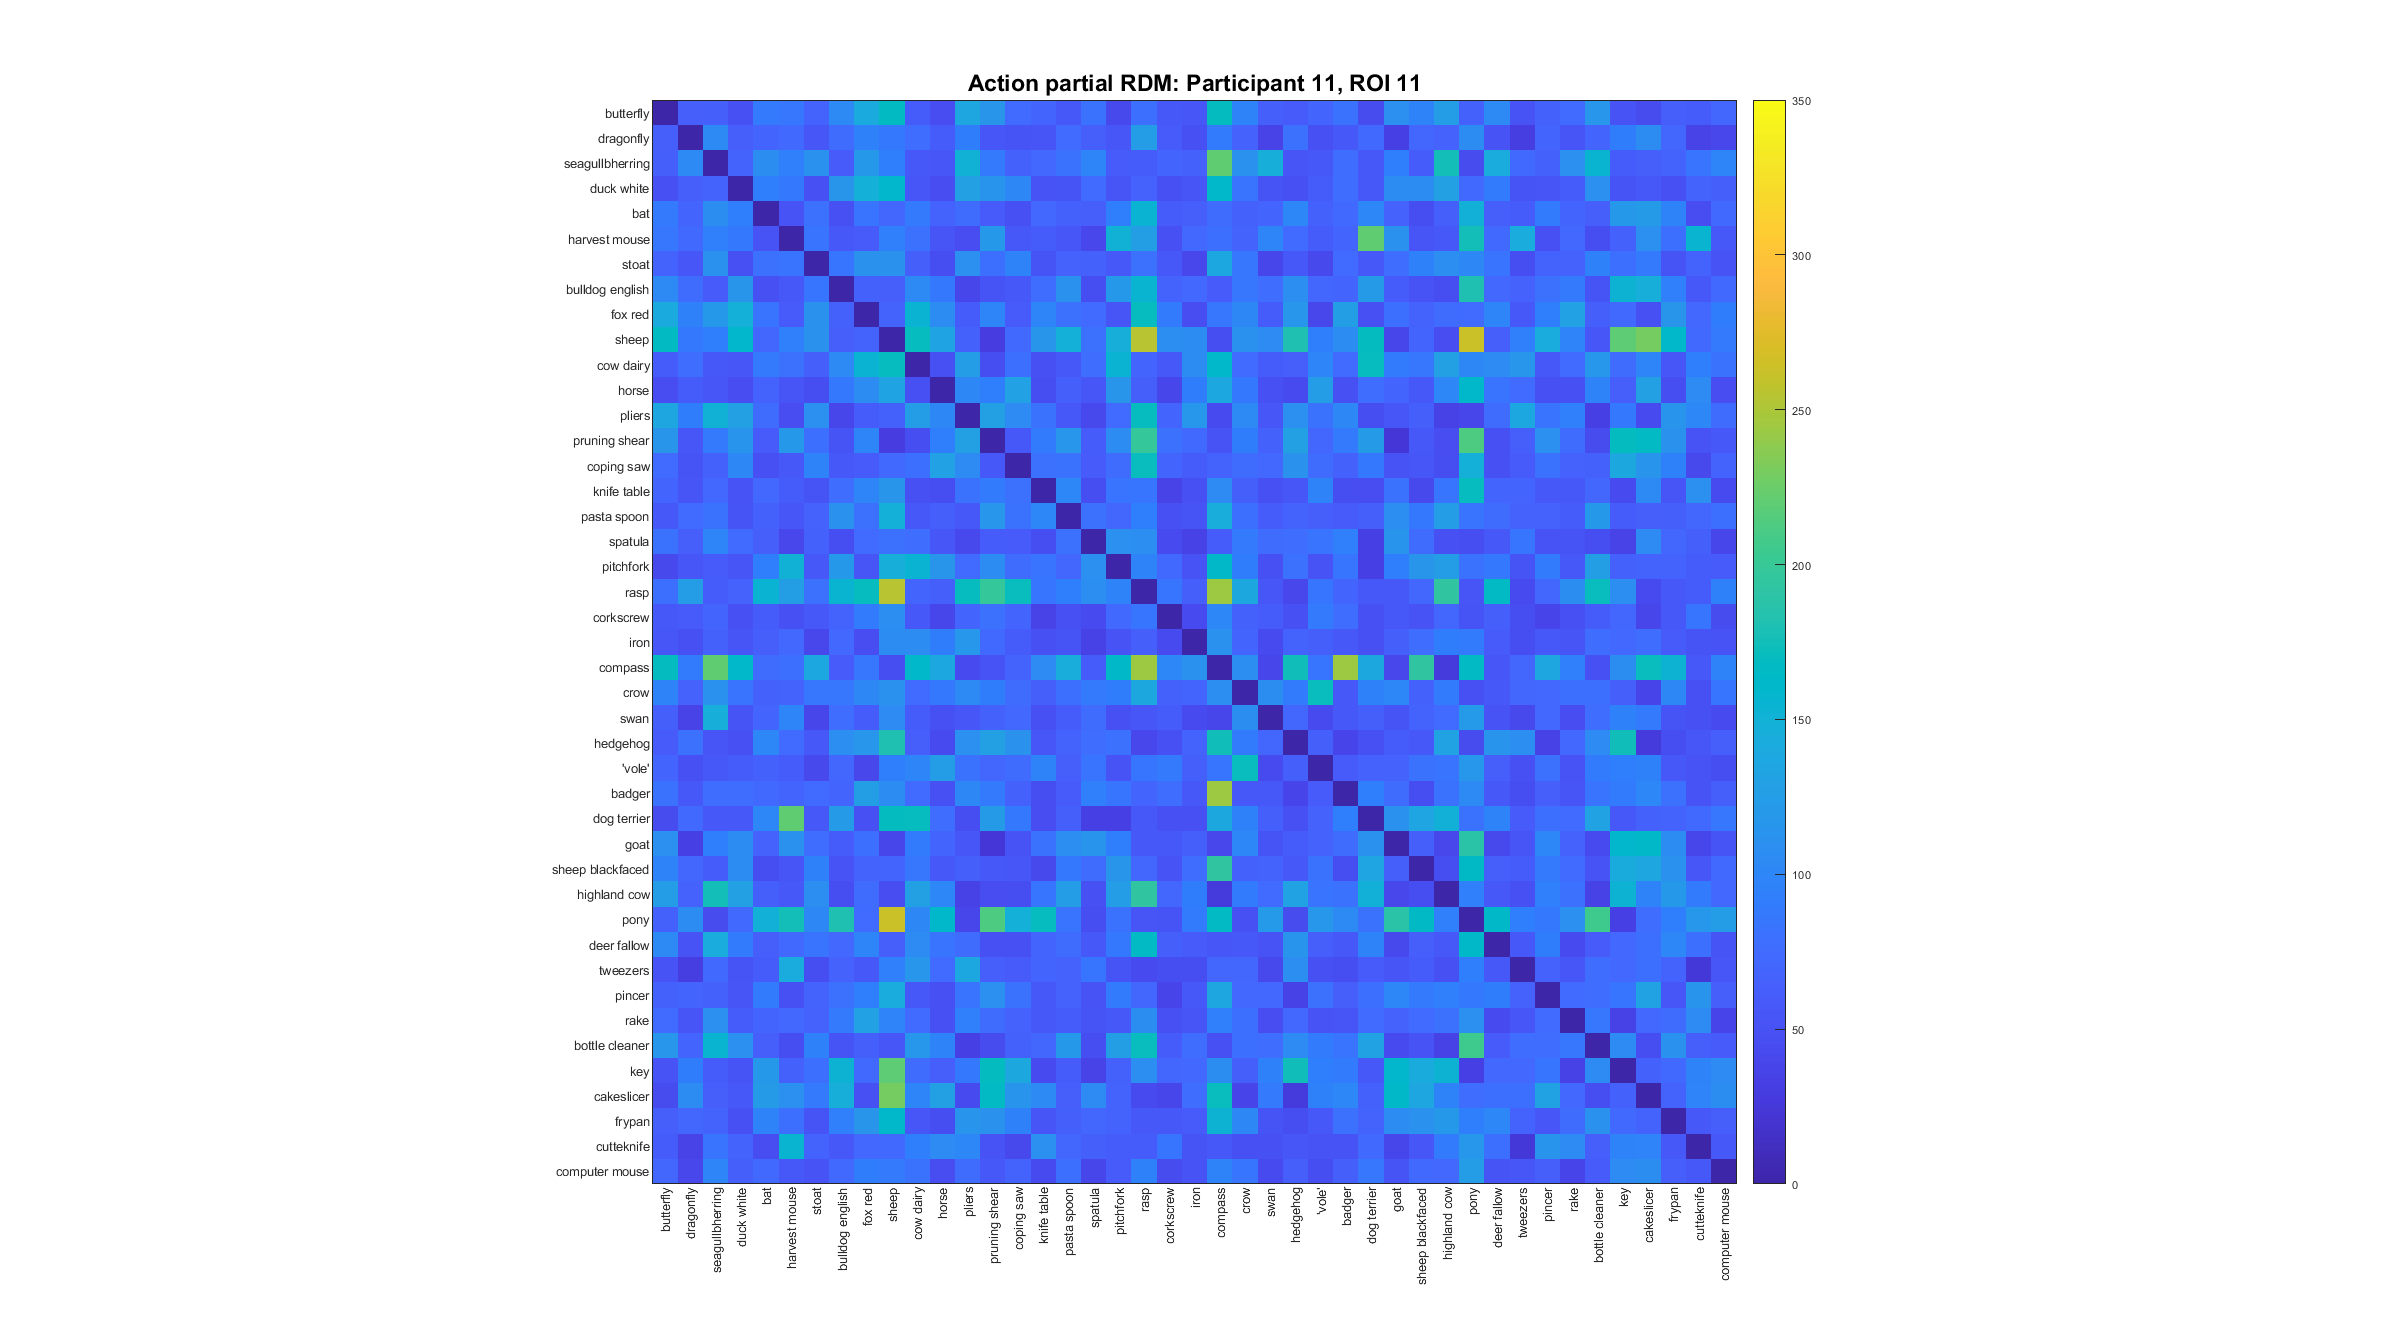 Action partial RDM: Participant 11, ROI 11
butterfly
dragonfly
seagullbherring
duck white
bat
harvest mouse
stoat
bulldog english
fox red
sheep
cow dairy
horse
pliers
pruning shear
coping saw
knife table
pasta spoon
spatula
pitchfork
rasp
corkscrew
iron
compass
crow
swan
hedgehog
'vole'
badger
dog terrier
goat
sheep blackfaced
highland cow
pony
deer fallow
tweezers
pincer
rake
bottle cleaner
key
cakeslicer
frypan
cutteknife
computer mouse
butterfly
dragonfly
seagullbherring
duck white
bat
harvest mouse
stoat
bulldog english
fox red
sheep
cow dairy
horse
pliers
pruning shear
coping saw
knife table
pasta spoon
spatula
pitchfork
rasp
corkscrew
iron
compass
crow
swan
hedgehog
'vole'
badger
dog terrier
goat
sheep blackfaced
highland cow
pony
deer fallow
tweezers
pincer
rake
bottle cleaner
key
cakeslicer
frypan
cutteknife
computer mouse
350
300
250
200
150
100
50
0